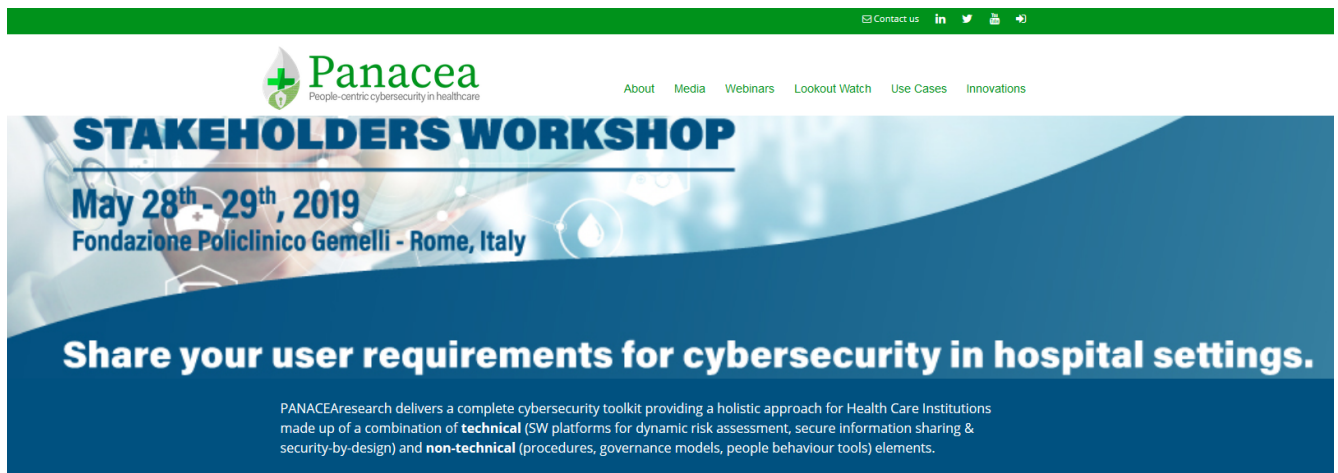 Contact us
Panacea
People-centric cybersecurity in healthcare
About Media Webinars Lookout Watch Use Cases Innovations
STAKEHOLDERS WORKSHOP
May 28th - 29th, 2019
Fondazione Policlinico Gemelli - Rome, Italy
Share your user requirements for cybersecurity in hospital settings.
PANACEAresearch delivers a complete cybersecurity toolkit providing a holistic approach for Health Care Institutions
made up of a combination of technical (SW platforms for dynamic risk assessment, secure information sharing &
security-by-design) and non-technical (procedures, governance models, people behaviour tools) elements.